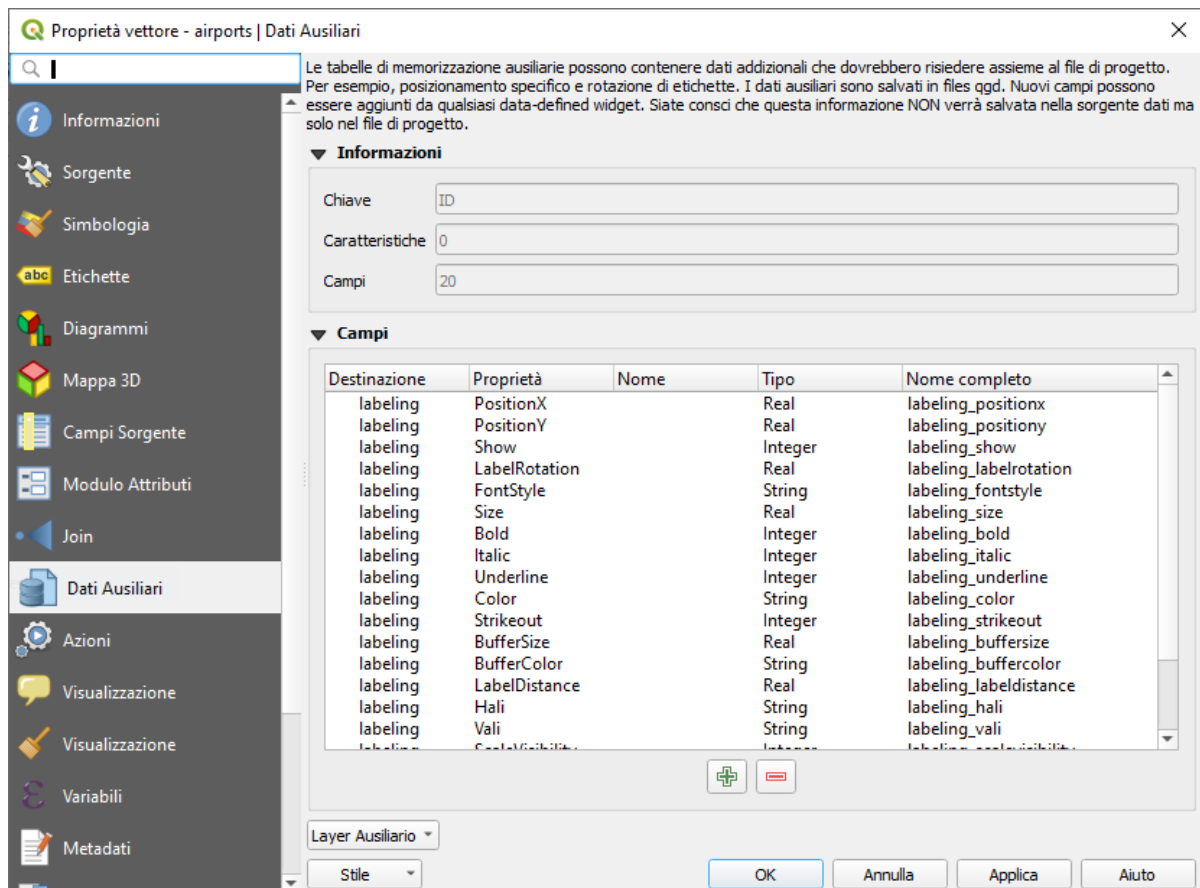 Proprietà vettore - airports | Dati Ausiliari
Le tabelle di memorizzazione ausiliarie possono contenere dati addizionali che dovrebbero risiedere assieme al file di progetto.
Per esempio, posizionamento specifico e rotazione di etichette. I dati ausiliari sono salvati in files qgd. Nuovi campi possono
essere aggiunti da qualsiasi data-defined widget. Siate consci che questa informazione NON verrà salvata nella sorgente dati ma
solo nel file di progetto.
Informazioni
Sorgente
Simbologia
abc Etichette
Diagrammi
Mappa 3D
Campi Sorgente
Modulo Attributi
Join
Dati Ausiliari
Azioni
Visualizzazione
Visualizzazione
Variabili
Metadati
Informazioni
Chiave ID
Caratteristiche 0
Campi 20
Campi
Destinazione Proprietà Nome Tipo Nome completo
labeling PositionX Real labeling_positionx
labeling PositionY Real labeling_positiony
labeling Show Integer labeling_show
labeling LabelRotation Real labeling_labelrotation
labeling FontStyle String labeling_fontstyle
labeling Size Real labeling_size
labeling Bold Integer labeling_bold
labeling Italic Integer labeling_italic
labeling Underline Integer labeling_underline
labeling Color String labeling_color
labeling Strikeout Integer labeling_strikeout
labeling BufferSize Real labeling_buffersize
labeling BufferColor String labeling_buffercolor
labeling LabelDistance Real labeling_labeldistance
labeling Hali String labeling_hali
labeling Vali String labeling_vali
labeling ScaleVisibility Integer labeling_scalevisibility
Layer Ausiliario
Stile OK Annulla Applica Aiuto